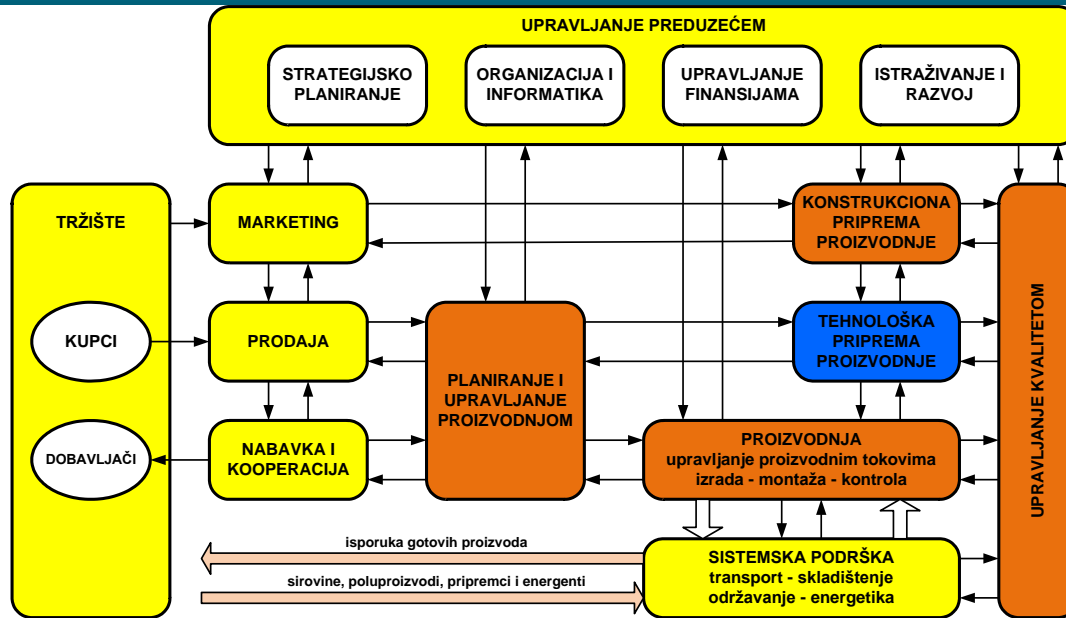 UPRAVLJANJE PREDUZEĆEM
STRATEGIJSKO
PLANIRANJE
ORGANIZACIJA I
INFORMATIKA
UPRAVLJANJE
FINANSIJAMA
ISTRAŽIVANJE I
RAZVOJ
TRŽIŠTE
MARKETING
KONSTRUKCIONA
PRIPREMA
PROIZVODNJE
KUPCI
PRODAJA
PLANIRANJE I
UPRAVLJANJE
PROIZVODNJOM
TEHNOLOŠKA
PRIPREMA
PROIZVODNJE
UPRAVLJANJE KVALITETOM
DOBAVLJAČI
NABAVKA I
KOOPERACIJA
PROIZVODNJA
upravljanje proizvodnim tokovima
izrada - montaža - kontrola
isporuka gotovih proizvoda
sirovine, poluproizvodi, pripremci i energenti
SISTEMSKA PODRŠKA
transport - skladištenje
održavanje - energetika